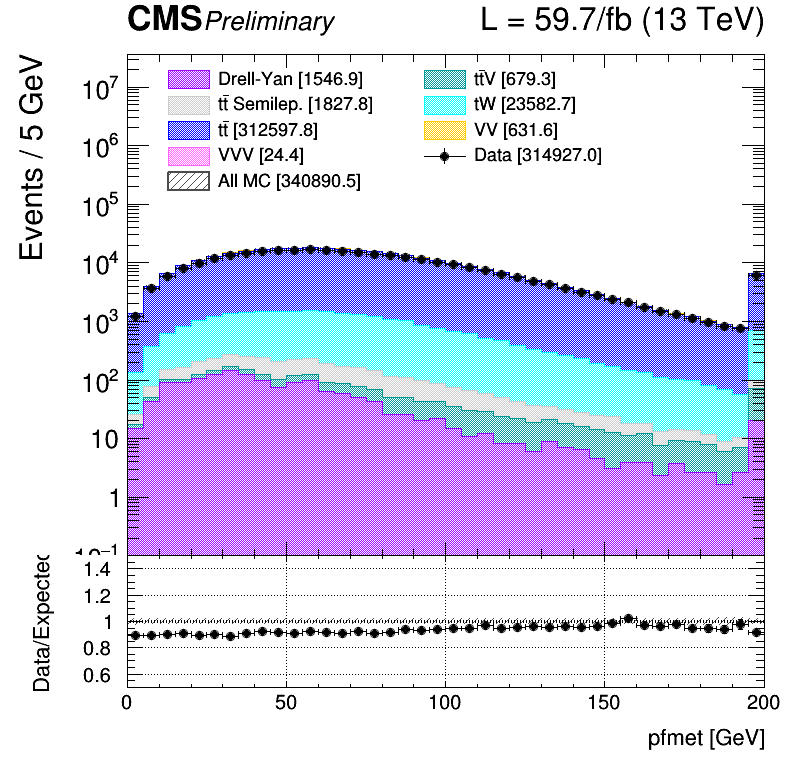 CMS Preliminary L = 59.7/fb (13 TeV)
Events / 5 GeV
Drell-Yan [1546.9] tt̄V [679.3]
tt̄ Semilep. [1827.8] tW [23582.7]
tt̄ [312597.8] VV [631.6]
VVV [24.4] Data [314927.0]
All MC [340890.5]
10⁷
10⁶
10⁵
10⁴
10³
10²
10
1
10⁻¹
Data/Expected
1.4
1.2
1
0.8
0.6
0 50 100 150 200
pfmet [GeV]